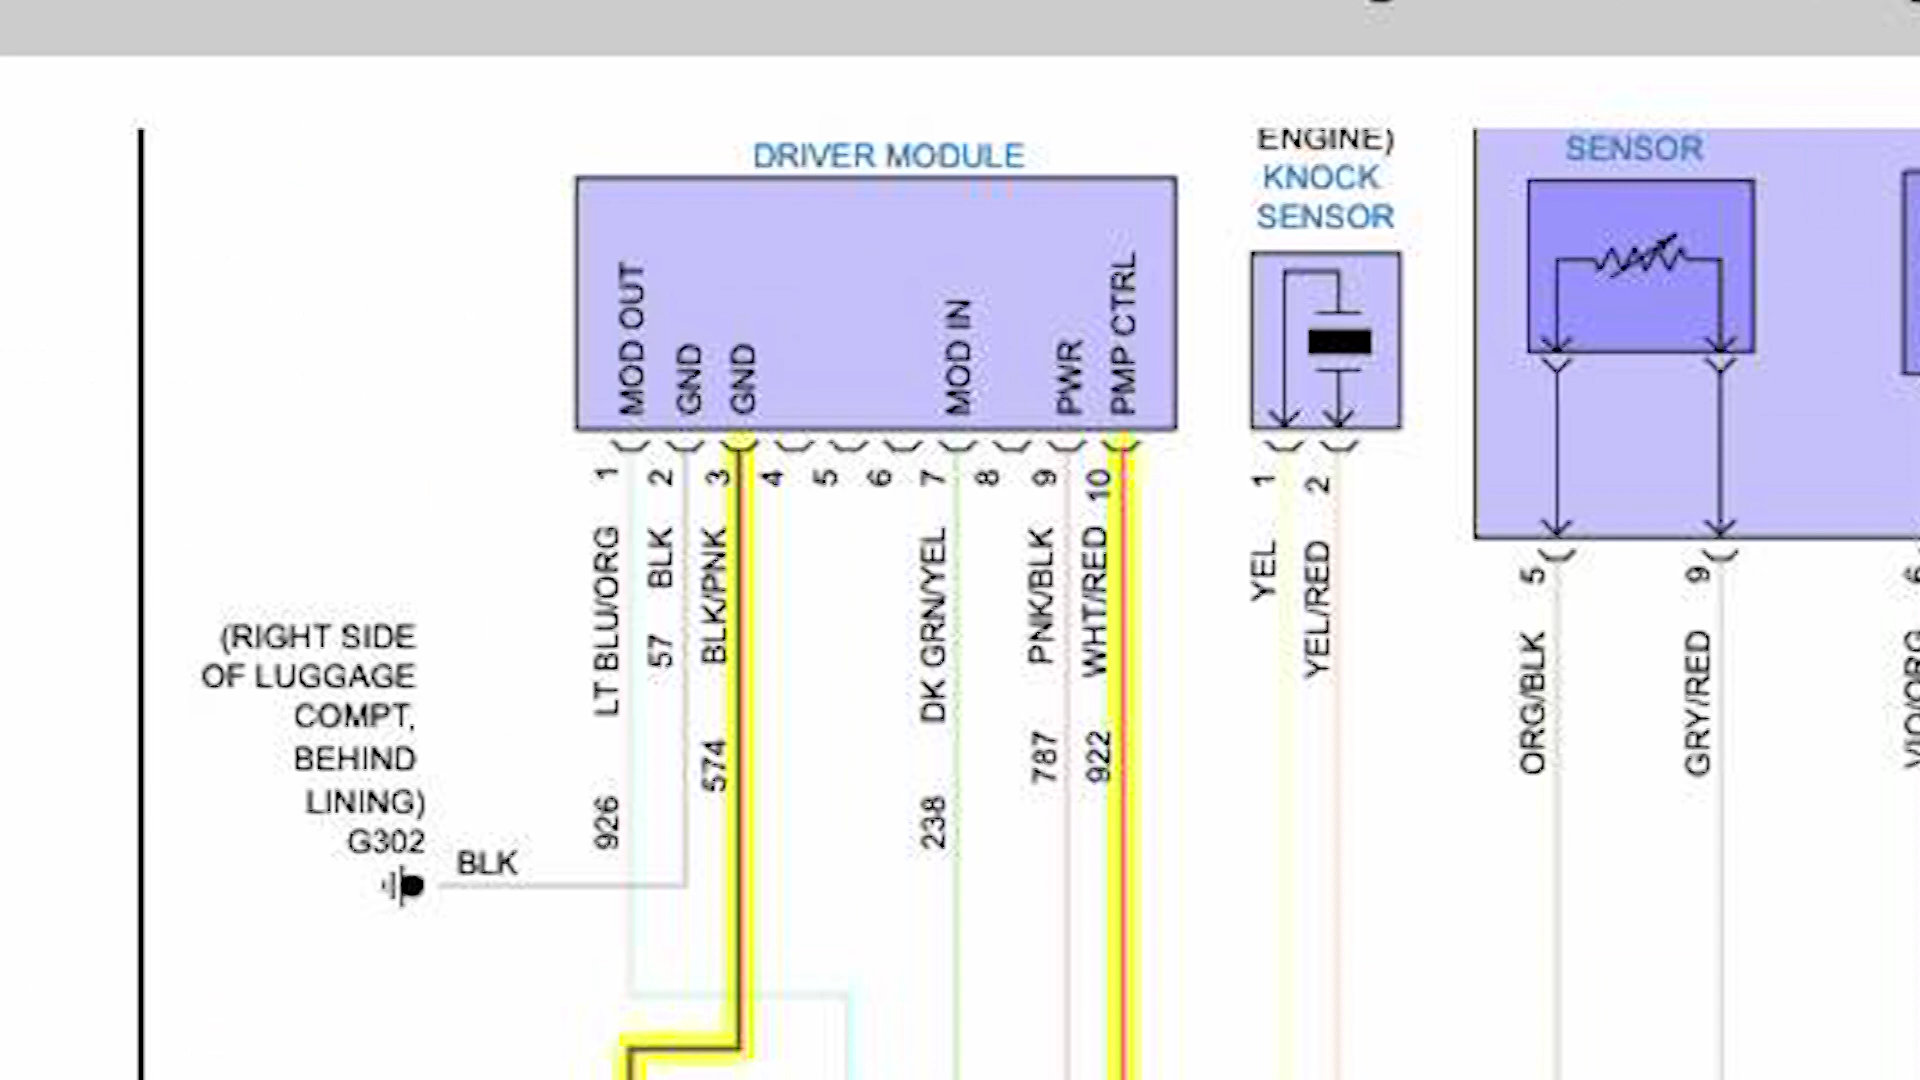 DRIVER MODULE
MOD OUT
GND
GND
MOD IN
PWR
PMP CTRL
1
2
3
4
5
6
7
8
9
10
LT BLU/ORG
BLK
BLK/PNK
DK GRN/YEL
PNK/BLK
WHT/RED
926
57
574
238
787
922
(RIGHT SIDE
OF LUGGAGE
COMPT,
BEHIND
LINING)
G302
BLK
ENGINE)
KNOCK
SENSOR
1
2
YEL
YEL/RED
SENSOR
5
9
6
ORG/BLK
GRY/RED
VIO/ORG